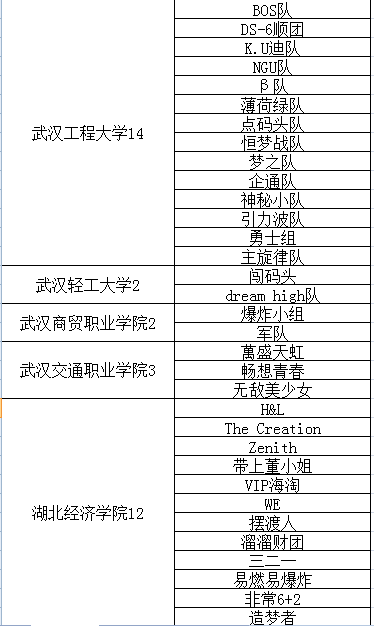 武汉工程大学14
BOS队
DS-6顺团
K.U迪队
NGU队
β队
薄荷绿队
点码头队
恒梦战队
梦之队
企通队
神秘小队
引力波队
勇士组
主旋律队
武汉轻工大学2
闯码头
dream high队
武汉商贸职业学院2
爆炸小组
军队
武汉交通职业学院3
萬盛天虹
畅想青春
无敌美少女
湖北经济学院12
H&L
The Creation
Zenith
带上董小姐
VIP海淘
WE
摆渡人
溜溜财团
三二一
易燃易爆炸
非常6+2
造梦者